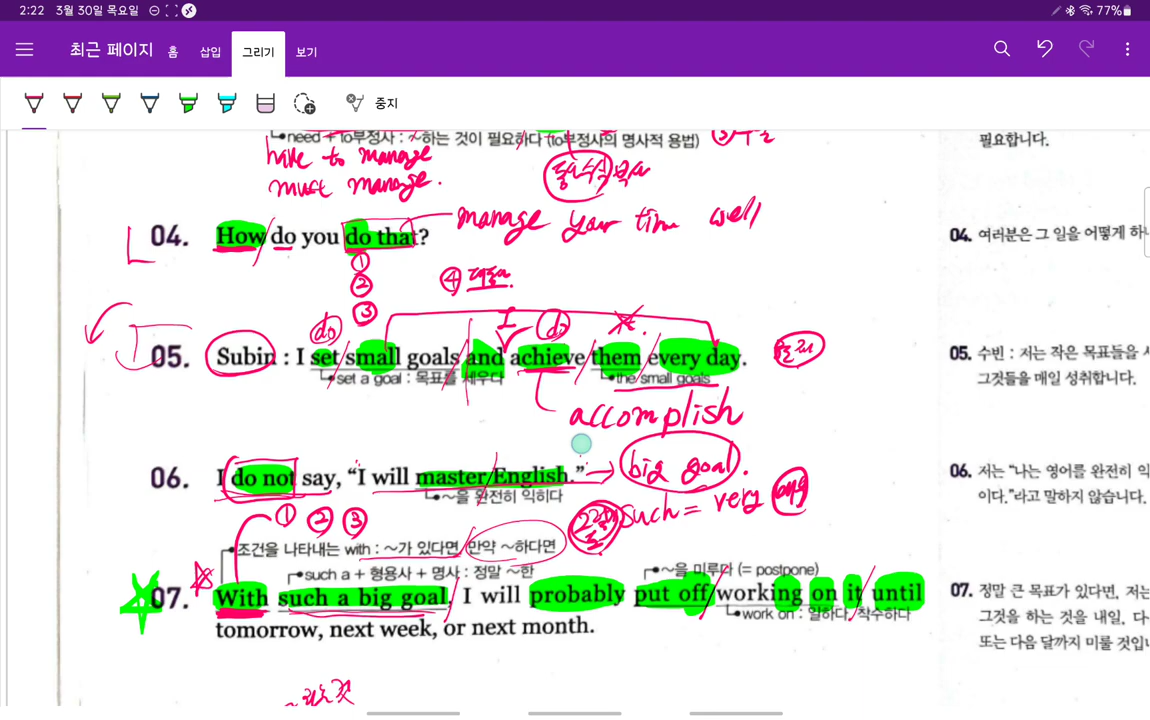 2:22 3월 30일 목요일 77%
최근 페이지 홈 삽입 그리기 보기
중지
need + to부정사 : ~하는 것이 필요하다 (to부정사의 명사적 용법)
필요합니다.
have to manage
must manage.
manage your time well
04. How do you do that?
04. 여러분은 그 일을 어떻게 하
① ② ③
④
do
I
05. Subin : I set small goals and achieve them every day.
05. 수빈 : 저는 작은 목표들을 세
set a goal : 목표를 세우다
the small goals
그것들을 매일 성취합니다.
accomplish
big goal.
06. I do not say, “I will master English.”
06. 저는 “나는 영어를 완전히 익
~을 완전히 익히다
이다.”라고 말하지 않습니다.
such = very
① ② ③
조건을 나타내는 with : ~가 있다면, 만약 ~하다면
such a + 형용사 + 명사 : 정말 ~한
~을 미루다 (= postpone)
07. With such a big goal, I will probably put off working on it until
07. 정말 큰 목표가 있다면, 저는
work on : 일하다, 착수하다
그것을 하는 것을 내일, 다
tomorrow, next week, or next month.
또는 다음 달까지 미룰 것입니